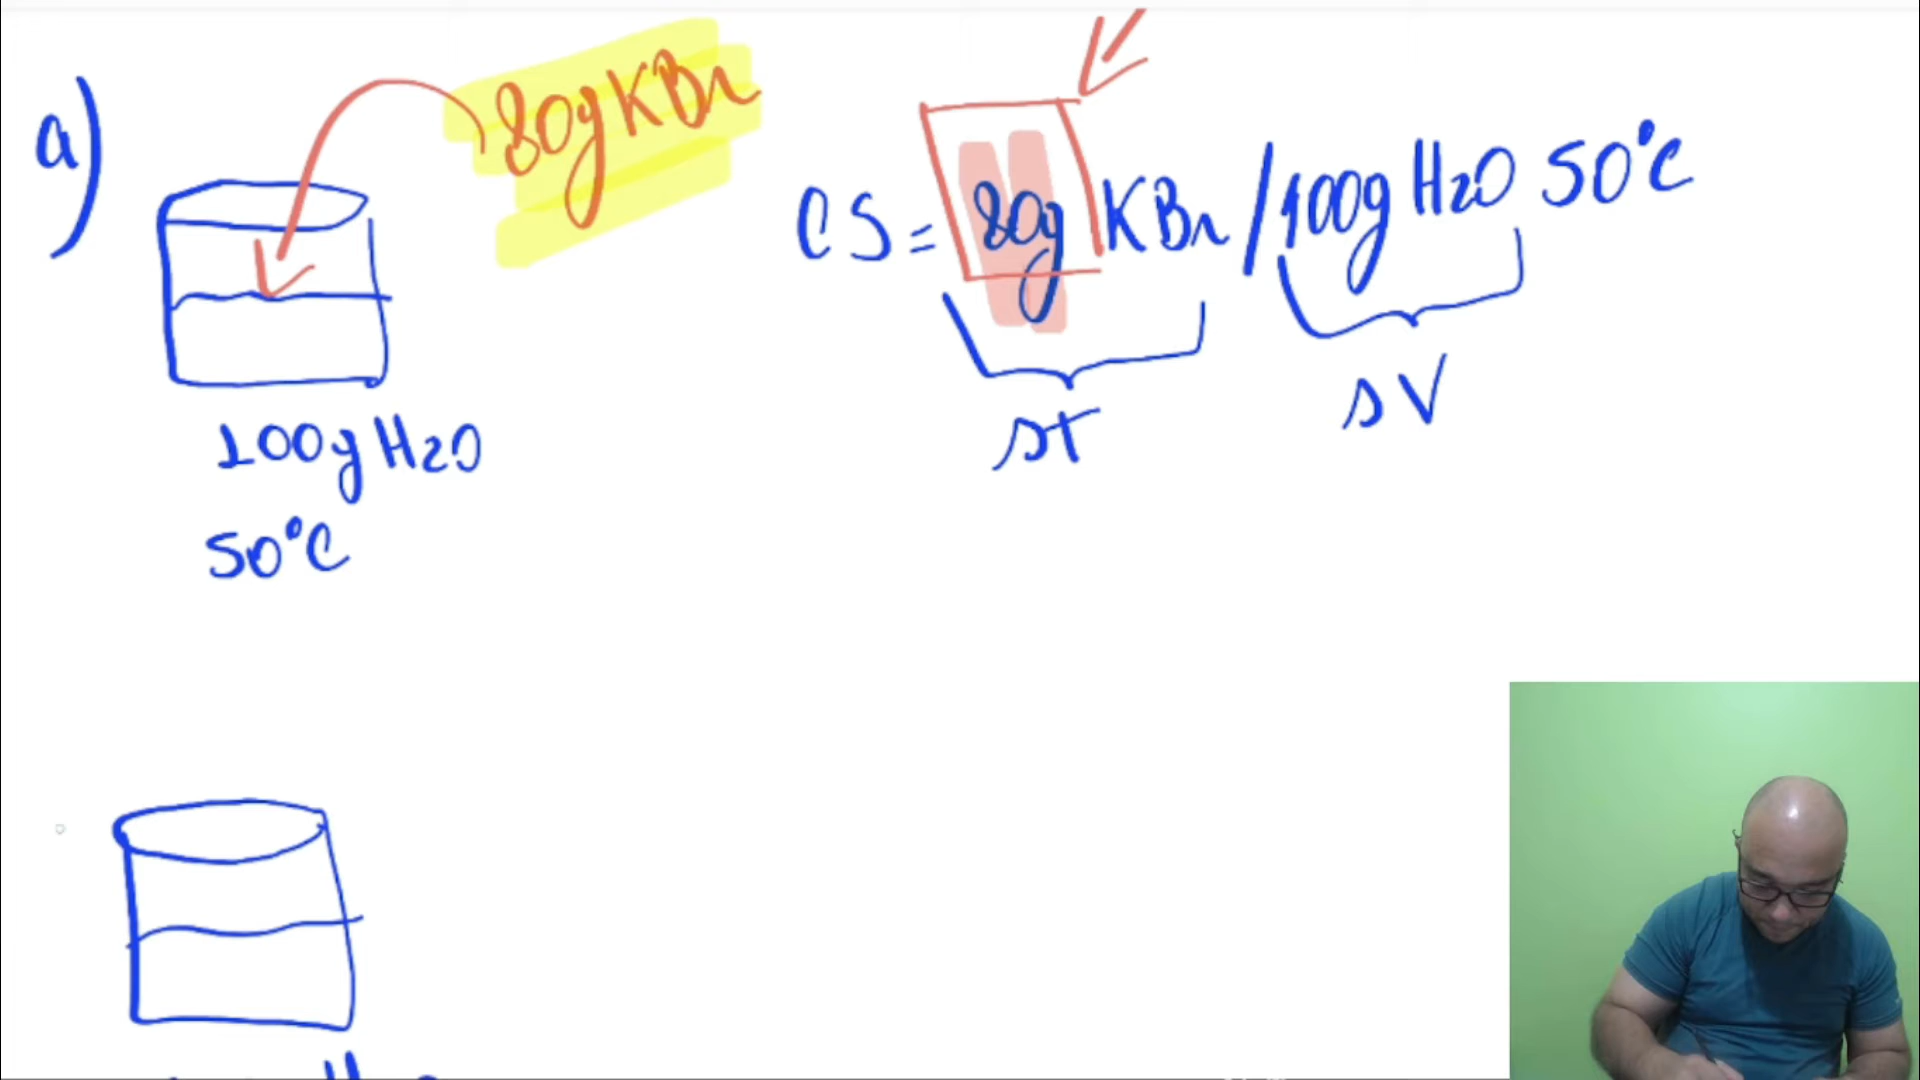 a)
80g KBr
CS = 80g KBr / 100g H2O 50°C
st
sv
100g H2O
50°C